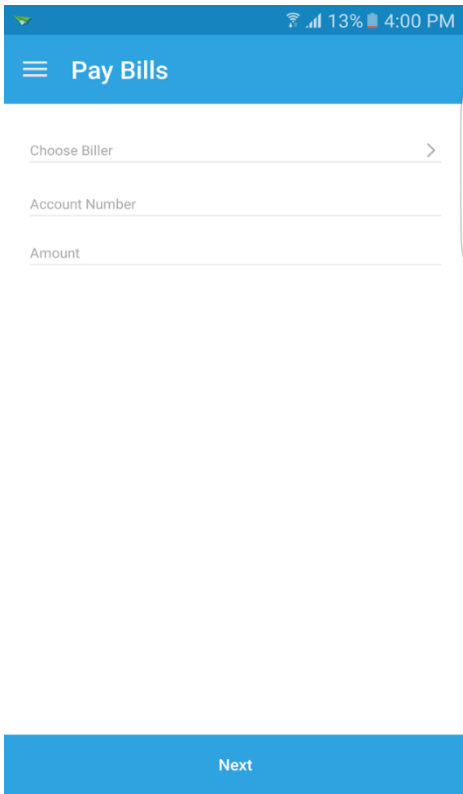 13% 4:00 PM
Pay Bills
Choose Biller
Account Number
Amount
Next